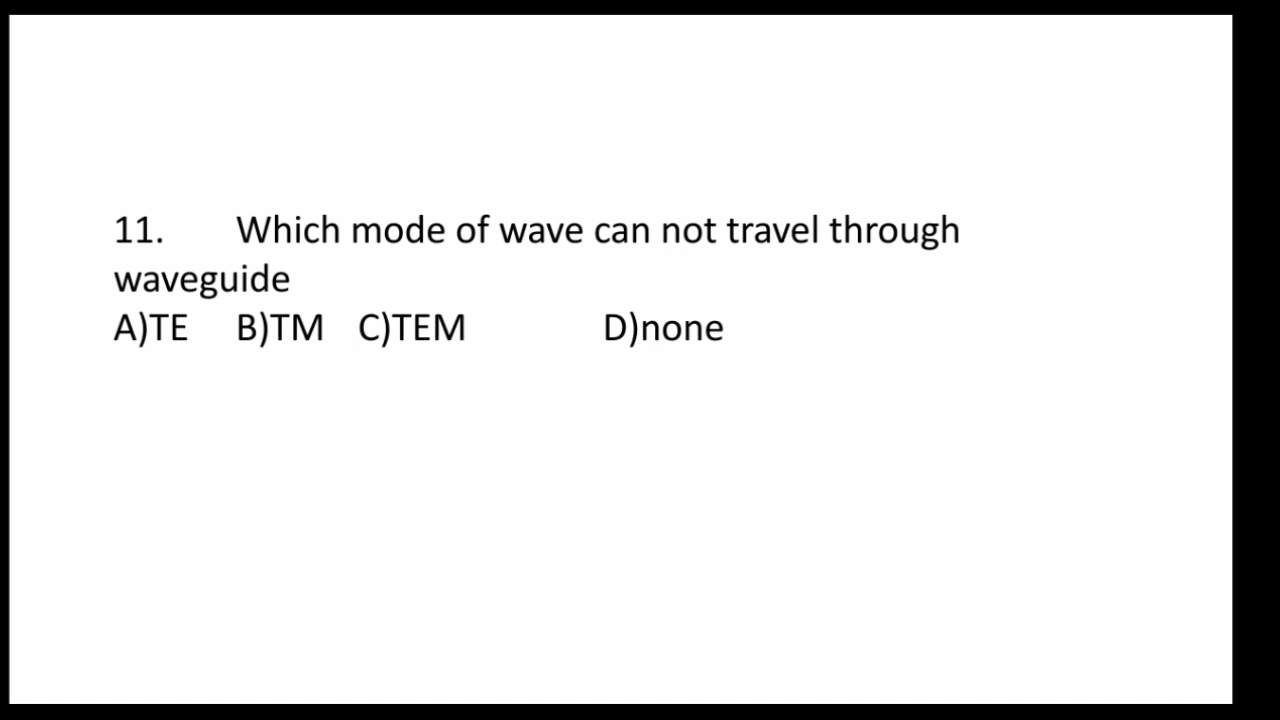 11. Which mode of wave can not travel through
waveguide
A)TE B)TM C)TEM D)none